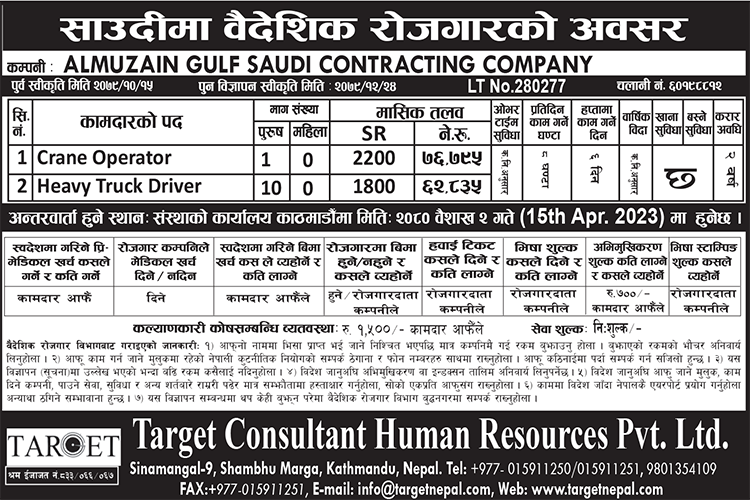 साउदीमा वैदेशिक रोजगारको अवसर
कम्पनी : ALMUZAIN GULF SAUDI CONTRACTING COMPANY
पुर्व स्वीकृति मिति २०७९/१०/१५ पुन विज्ञापन स्वीकृति मिति : २०७९/१२/२४ LT No.280277 चलानी नं. ६०१९८८१२
सि. नं. कामदारको पद माग संख्या पुरुष महिला मासिक तलव SR ने.रु. ओभर टाईम सुविधा प्रतिदिन काम गर्ने घण्टा हप्तामा काम गर्ने दिन वार्षिक विदा खाना सुविधा बस्ने सुविधा करार अवधि
1 Crane Operator 1 0 2200 ७६,७९५ क.नि.अनुसार ८ घण्टा ६ दिन क.नि.अनुसार छ २ वर्ष
2 Heavy Truck Driver 10 0 1800 ६२,८३५
अन्तरवार्ता हुने स्थानः संस्थाको कार्यालय काठमाडौंमा मितिः २०८० वैशाख २ गते (15th Apr. 2023) मा हुनेछ ।
स्वदेशमा गरिने प्रि-मेडिकल खर्च कसले गर्ने र कति गर्ने
रोजगार कम्पनिले मेडिकल खर्च दिने / नदिने
स्वदेशमा गरिने बिमा खर्च कस ले व्यहोर्ने र कति लाग्ने
रोजगारमा बिमा हुने/नहुने र कसले व्यहोर्ने
हवाई टिकट कसले दिने र कति लाग्ने
भिषा शुल्क कसले दिने र कति लाग्ने
अभिमुखिकरण शुल्क कति लाग्ने र कसले व्यहोर्ने
भिषा स्टाम्पिङ शुल्क कसले व्यहोर्ने
कामदार आफैं दिने कामदार आफैंले हुने/ रोजगारदाता कम्पनीले रोजगारदाता कम्पनीले रोजगारदाता कम्पनीले रु.७००/- कामदार आफैंले रोजगारदाता कम्पनीले
कल्याणकारी कोषसम्बन्धि व्यवस्थाः रु. १,५००/- कामदार आफैंले सेवा शुल्कः नि:शुल्क/-
वैदेशिक रोजगार विभागबाट गराइएको जानकारी: १) आफ्नो नाममा भिसा प्राप्त भई जाने निश्चित भएपछि मात्र कम्पनिमै गई रकम बुझाउनु होला । बुझाएको रकमको भौचर अनिवार्य
लिनुहोला । २) आफू काम गर्न जाने मुलुकमा रहेको नेपाली कुटनीतिक नियोगको सम्पर्क ठेगाना र फोन नम्बरहरु साथमा राख्नुहोला । आफू कठिनाईमा पर्दा सम्पर्क गर्न सजिलो हुन्छ । ३) यस
विज्ञापन (सूचना)मा उल्लेख भएको भन्दा बढि रकम कसैलाई नदिनुहोला । ४) विदेश जानुअघि अभिमुखिकरण वा इन्डक्सन तालिम अनिवार्य लिनुपर्नेछ । ५) विदेश जानुअघि आफू जाने मुलुक, काम
दिने कम्पनी, पाउने सेवा, सुविधा र अन्य शर्तबारे राम्ररी पढेर मात्र सम्झौतामा हस्ताक्षर गर्नुहोला, सोको एकप्रति आफूसंग राख्नुहोला । ६) काममा विदेश जाँदा नेपालकै एयरपोर्ट प्रयोग गर्नुहोला
अन्याथा ठगिने सम्भावना हुन्छ । ७) यस विज्ञापन सम्वन्धमा थप केही बुझ्न परेमा वैदेशिक रोजगार विभाग बुद्धनगरमा सम्पर्क राख्नुहोला ।
TARGET
श्रम ईजाजत नं.८३३/०६६/०६७
Target Consultant Human Resources Pvt. Ltd.
Sinamangal-9, Shambhu Marga, Kathmandu, Nepal. Tel: +977- 015911250/015911251, 9801354109
FAX:+977-015911251, E-mail: info@targetnepal.com, Web: www.targetnepal.com